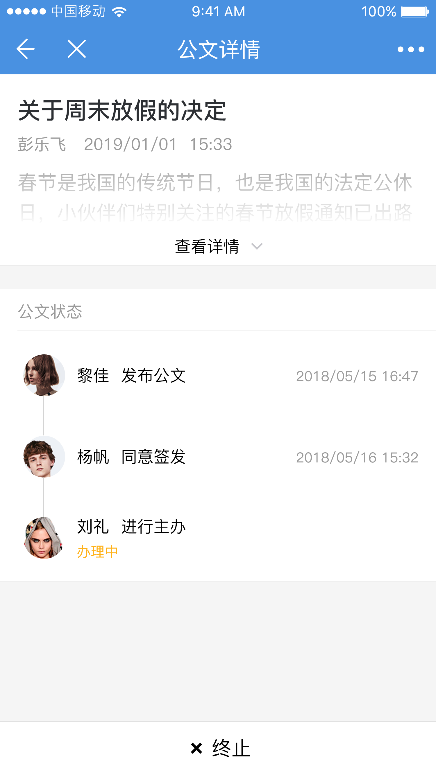 中国移动 9:41 AM 100%
公文详情
关于周末放假的决定
彭乐飞 2019/01/01 15:33
春节是我国的传统节日，也是我国的法定公休
日，小伙伴们特别关注的春节放假通知已出路
查看详情
公文状态
黎佳 发布公文 2018/05/15 16:47
杨帆 同意签发 2018/05/16 15:32
刘礼 进行主办
办理中
终止